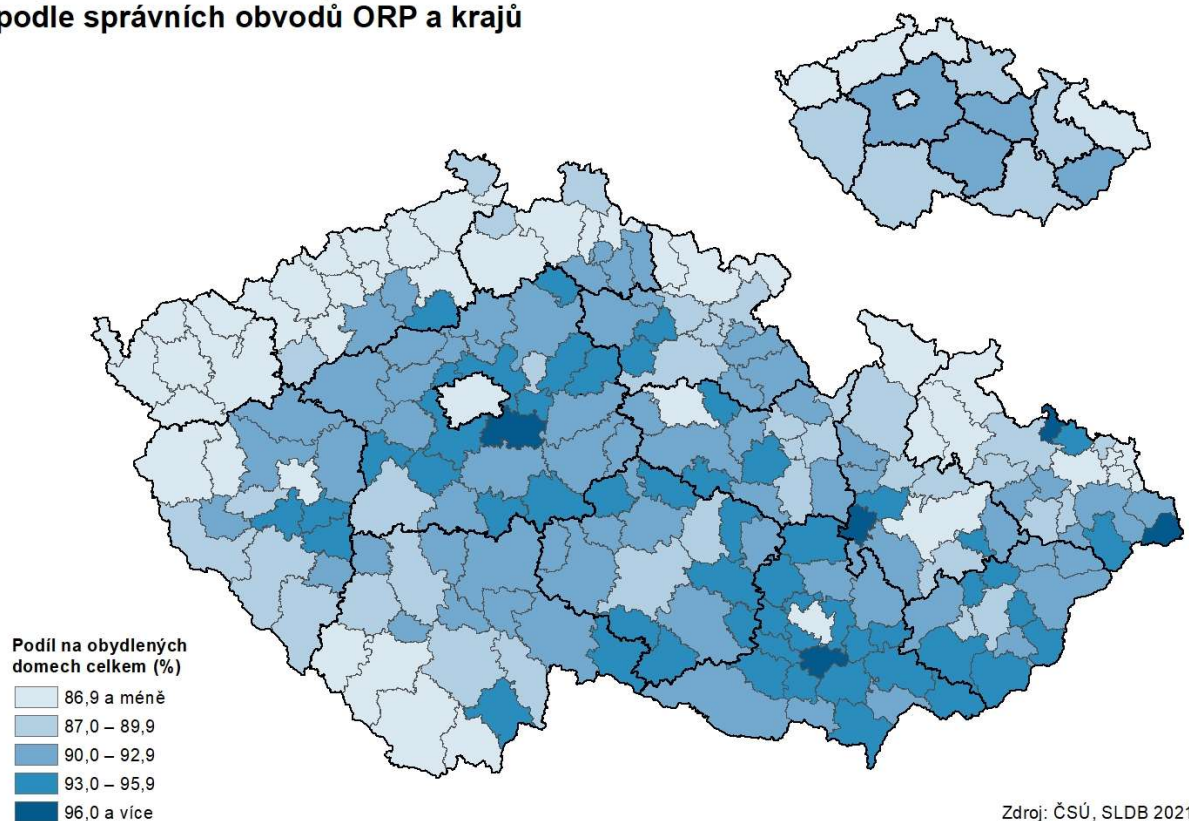 podle správních obvodů ORP a krajů
Podíl na obydlených
domech celkem (%)
86,9 a méně
87,0 – 89,9
90,0 – 92,9
93,0 – 95,9
96,0 a více
Zdroj: ČSÚ, SLDB 2021